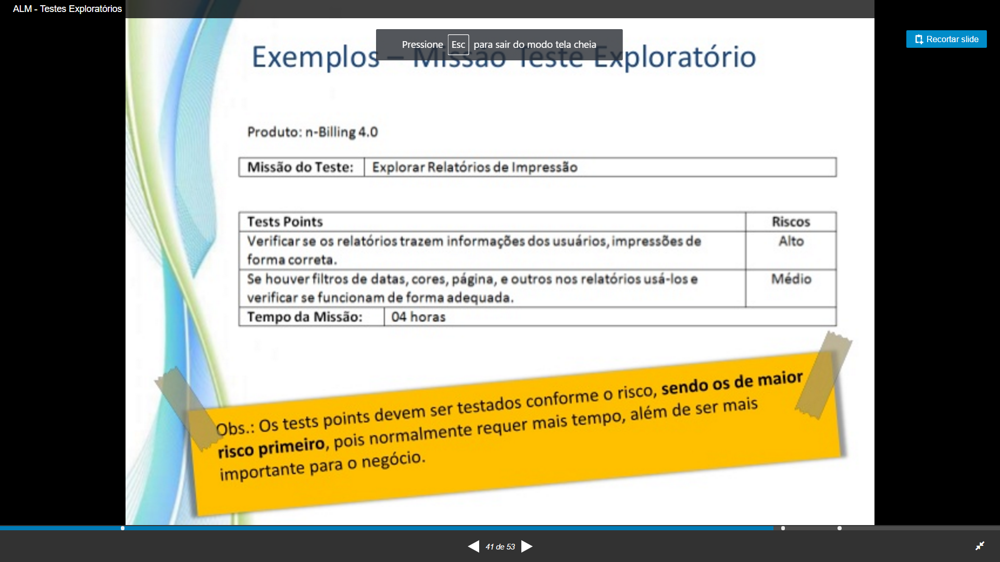 ALM - Testes Exploratórios
Pressione Esc para sair do modo tela cheia
Recortar slide
Exemplos – Missão Teste Exploratório
Produto: n-Billing 4.0
Missão do Teste: Explorar Relatórios de Impressão
Tests Points Riscos
Verificar se os relatórios trazem informações dos usuários, impressões de Alto
forma correta.
Se houver filtros de datas, cores, página, e outros nos relatórios usá-los e Médio
verificar se funcionam de forma adequada.
Tempo da Missão: 04 horas
Obs.: Os tests points devem ser testados conforme o risco, sendo os de maior
risco primeiro, pois normalmente requer mais tempo, além de ser mais
importante para o negócio.
41 de 53